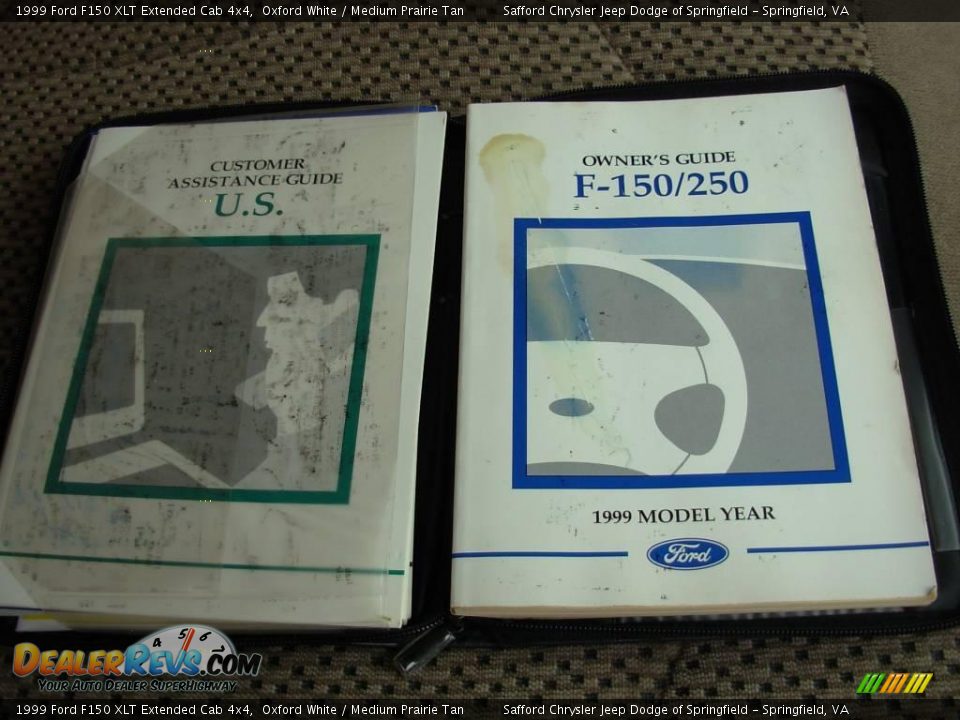 1999 Ford F150 XLT Extended Cab 4x4,  Oxford White / Medium Prairie Tan        Safford Chrysler Jeep Dodge of Springfield - Springfield, VA
CUSTOMER
ASSISTANCE GUIDE
U.S.
OWNER'S GUIDE
F-150/250
1999 MODEL YEAR
Ford
4 5 6
DEALERREVS.COM
Your Auto Dealer SuperHighway
1999 Ford F150 XLT Extended Cab 4x4,  Oxford White / Medium Prairie Tan        Safford Chrysler Jeep Dodge of Springfield - Springfield, VA